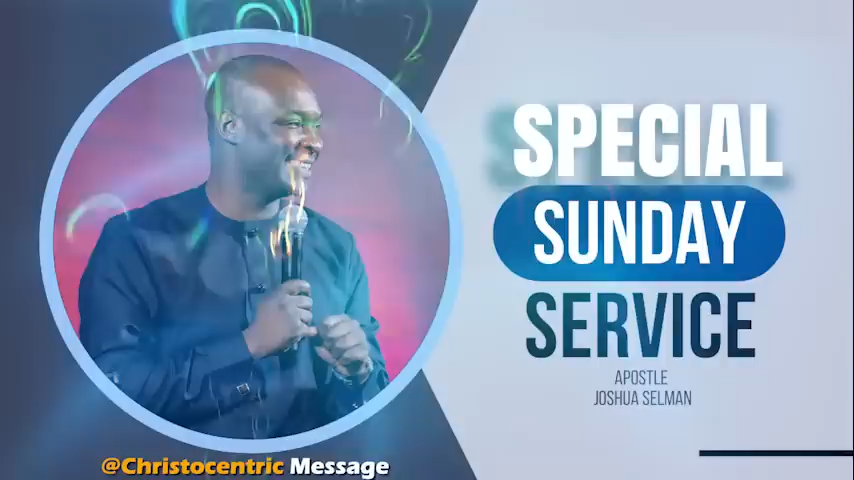 SPECIAL
SUNDAY
SERVICE
APOSTLE
JOSHUA SELMAN
@Christocentric Message